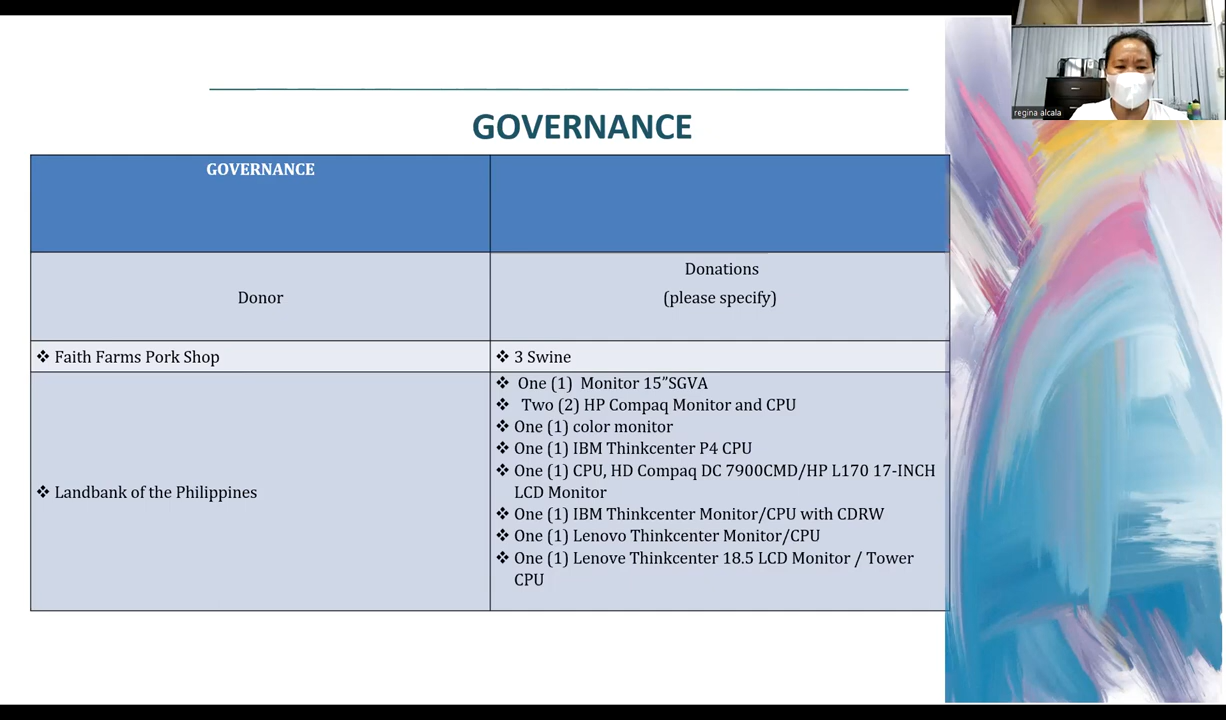 regina alcala
GOVERNANCE
GOVERNANCE
Donor
Donations
(please specify)
❖ Faith Farms Pork Shop
❖ 3 Swine
❖ Landbank of the Philippines
❖ One (1) Monitor 15”SGVA
❖ Two (2) HP Compaq Monitor and CPU
❖ One (1) color monitor
❖ One (1) IBM Thinkcenter P4 CPU
❖ One (1) CPU, HD Compaq DC 7900CMD/HP L170 17-INCH
LCD Monitor
❖ One (1) IBM Thinkcenter Monitor/CPU with CDRW
❖ One (1) Lenovo Thinkcenter Monitor/CPU
❖ One (1) Lenove Thinkcenter 18.5 LCD Monitor / Tower
CPU